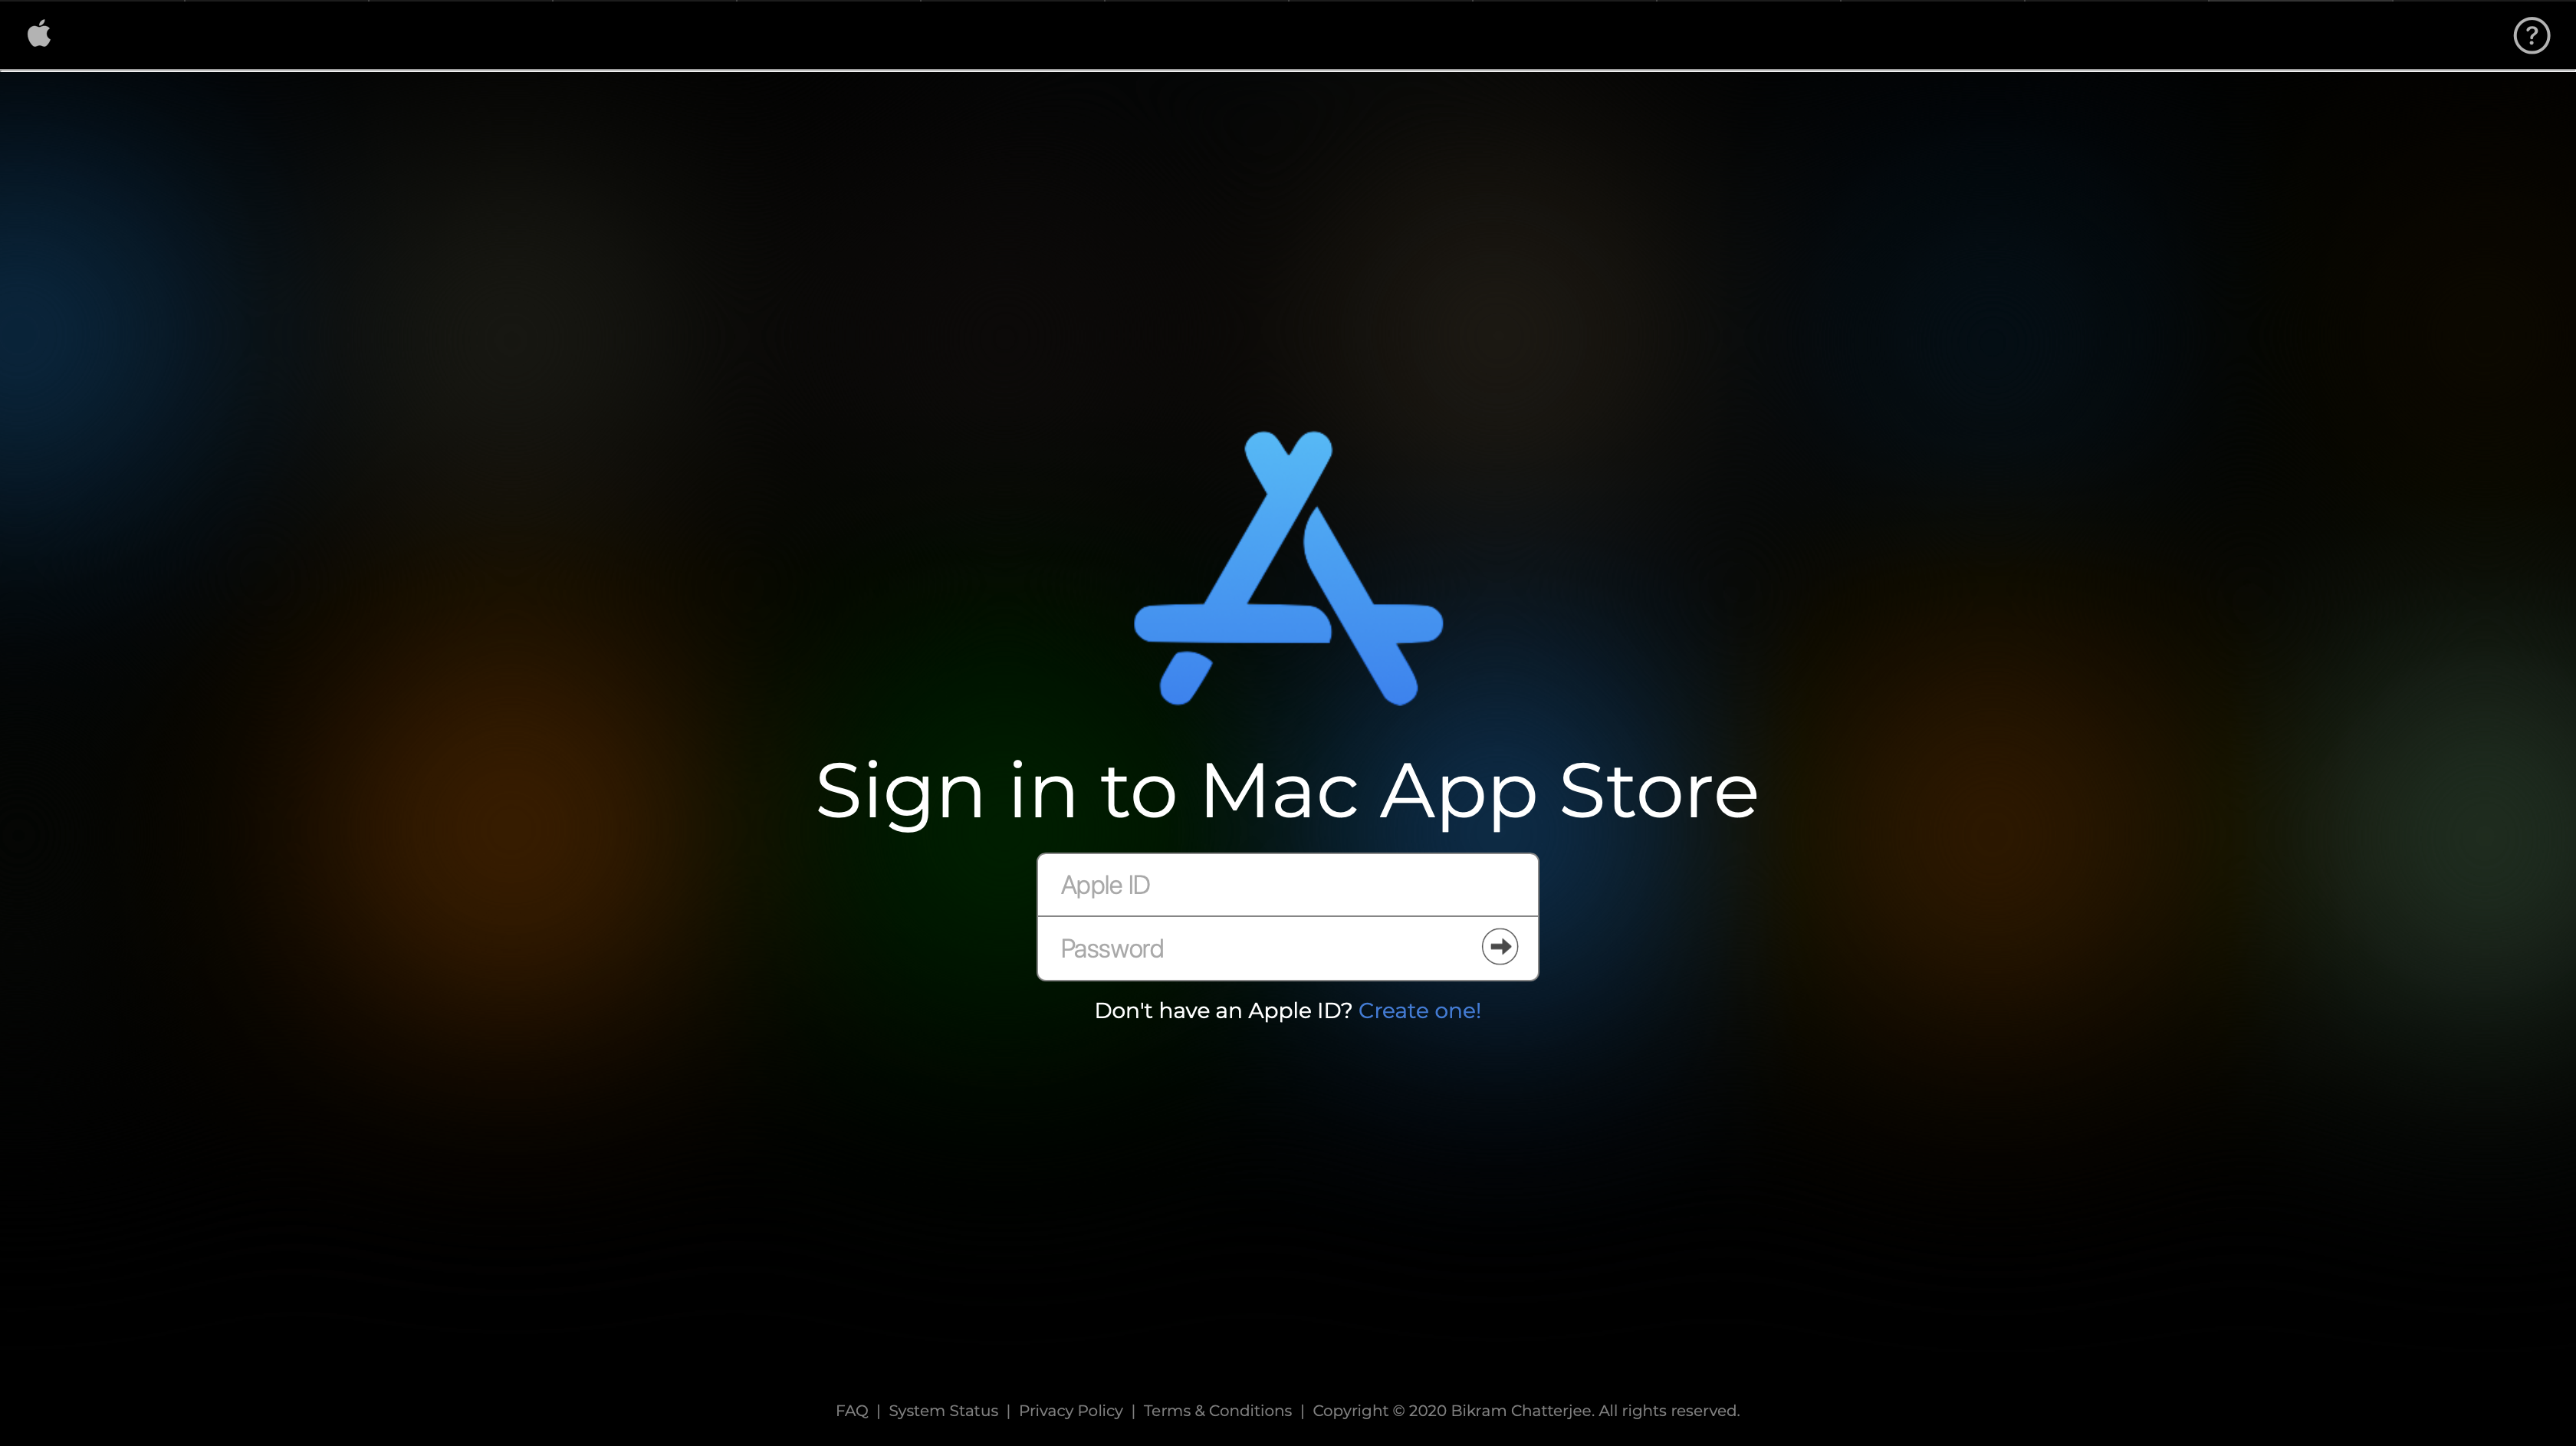 ?
Sign in to Mac App Store
Apple ID
Password
Don't have an Apple ID? Create one!
FAQ | System Status | Privacy Policy | Terms & Conditions | Copyright © 2020 Bikram Chatterjee. All rights reserved.